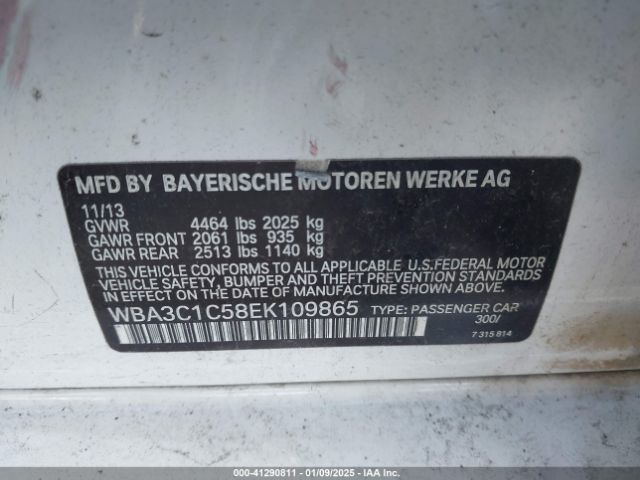 MFD BY BAYERISCHE MOTOREN WERKE AG
11/13
GVWR 4464 lbs 2025 kg
GAWR FRONT 2061 lbs 935 kg
GAWR REAR 2513 lbs 1140 kg
THIS VEHICLE CONFORMS TO ALL APPLICABLE U.S.FEDERAL MOTOR
VEHICLE SAFETY, BUMPER AND THEFT PREVENTION STANDARDS
IN EFFECT ON THE DATE OF MANUFACTURE SHOWN ABOVE.
WBA3C1C58EK109865 TYPE: PASSENGER CAR
300/
7 315 814
000-41290811 - 01/09/2025 - IAA Inc.